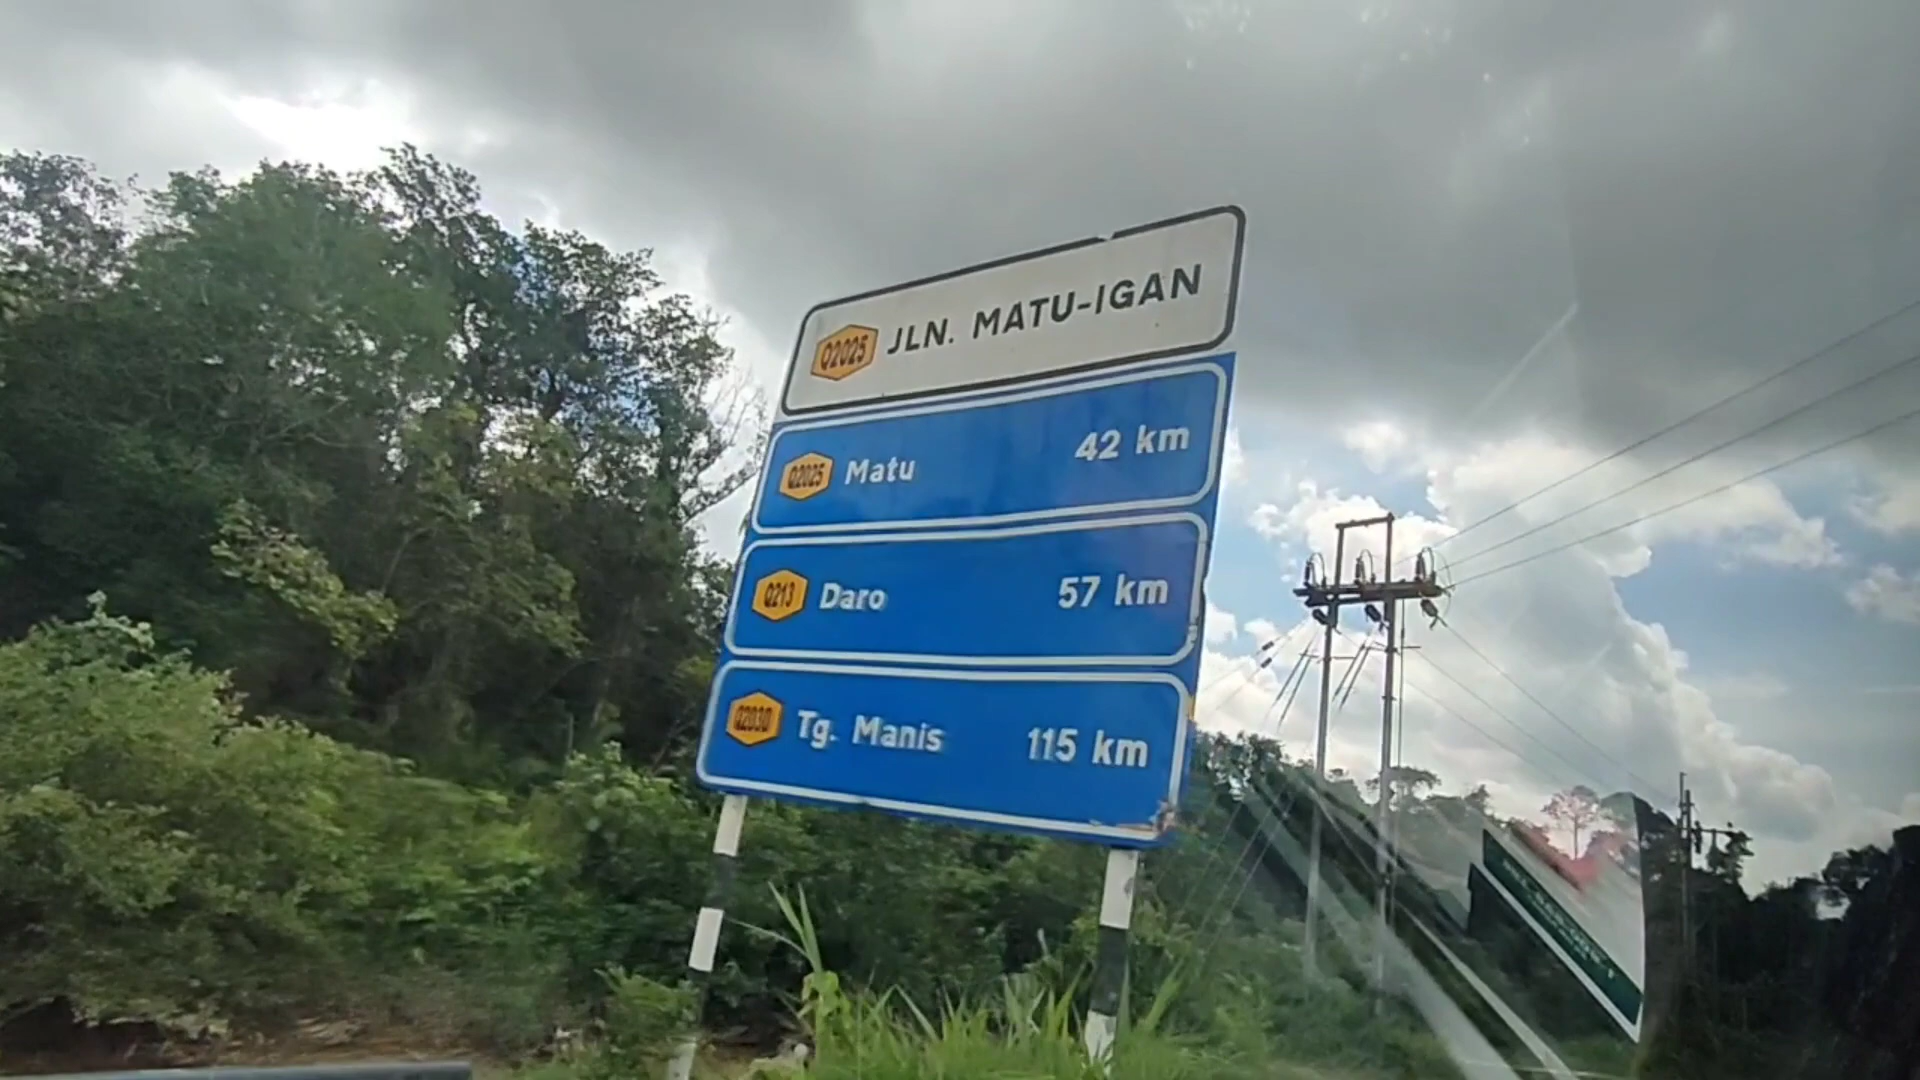 Q2025 JLN. MATU-IGAN
Q2025 Matu 42 km
Q213 Daro 57 km
Q2030 Tg. Manis 115 km